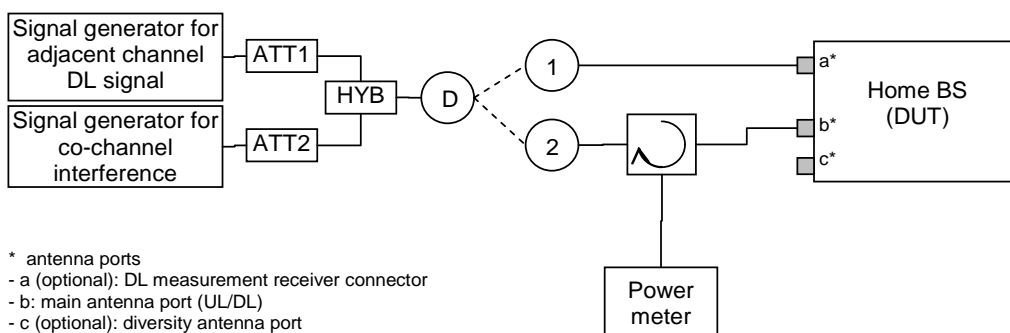 Signal generator for
adjacent channel
DL signal
ATT1
HYB
Signal generator for
co-channel
interference
ATT2
D
1
2
a*
b*
c*
Home BS
(DUT)
Power
meter
* antenna ports
- a (optional): DL measurement receiver connector
- b: main antenna port (UL/DL)
- c (optional): diversity antenna port